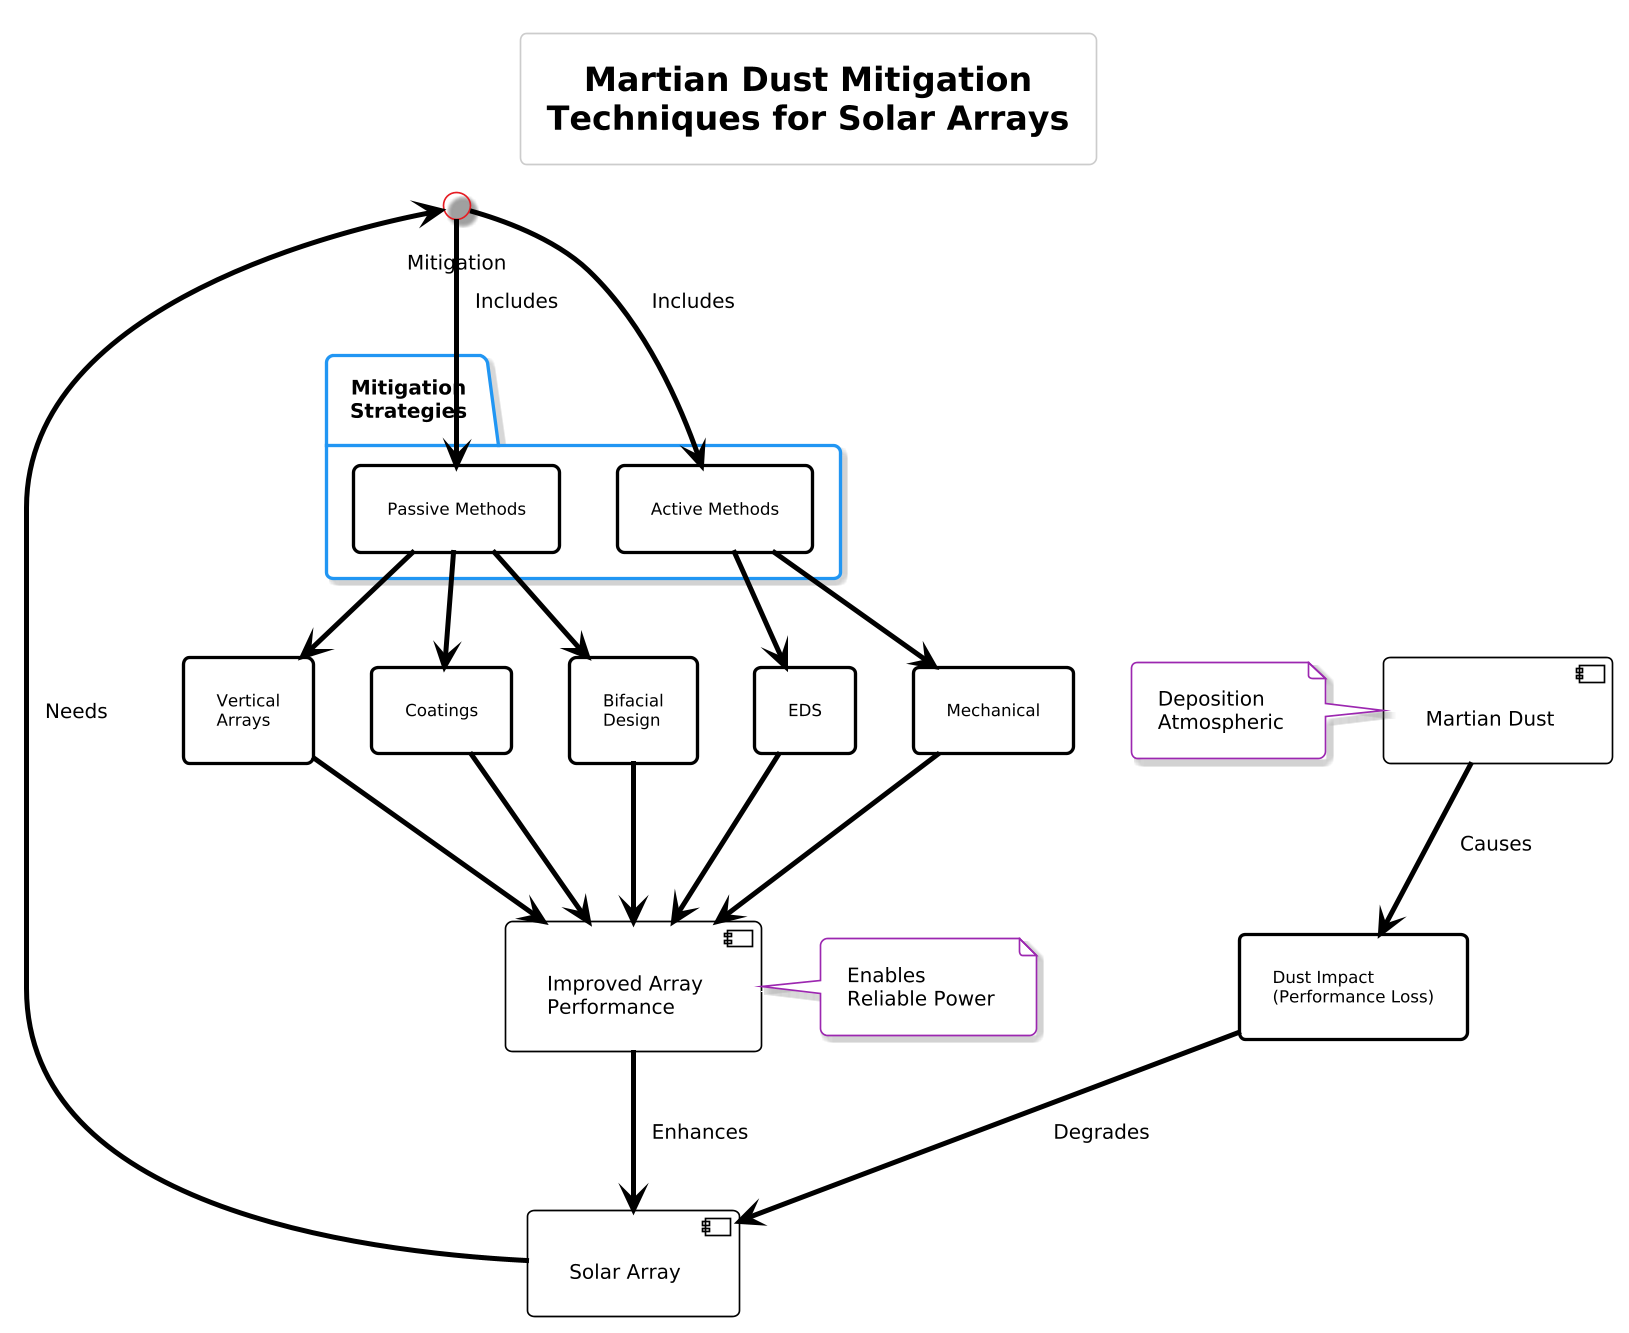 Martian Dust Mitigation
Techniques for Solar Arrays
Mitigation
Includes
Includes
Mitigation
Strategies
Passive Methods
Active Methods
Needs
Vertical
Arrays
Coatings
Bifacial
Design
EDS
Mechanical
Deposition
Atmospheric
Martian Dust
Causes
Improved Array
Performance
Enables
Reliable Power
Dust Impact
(Performance Loss)
Enhances
Degrades
Solar Array